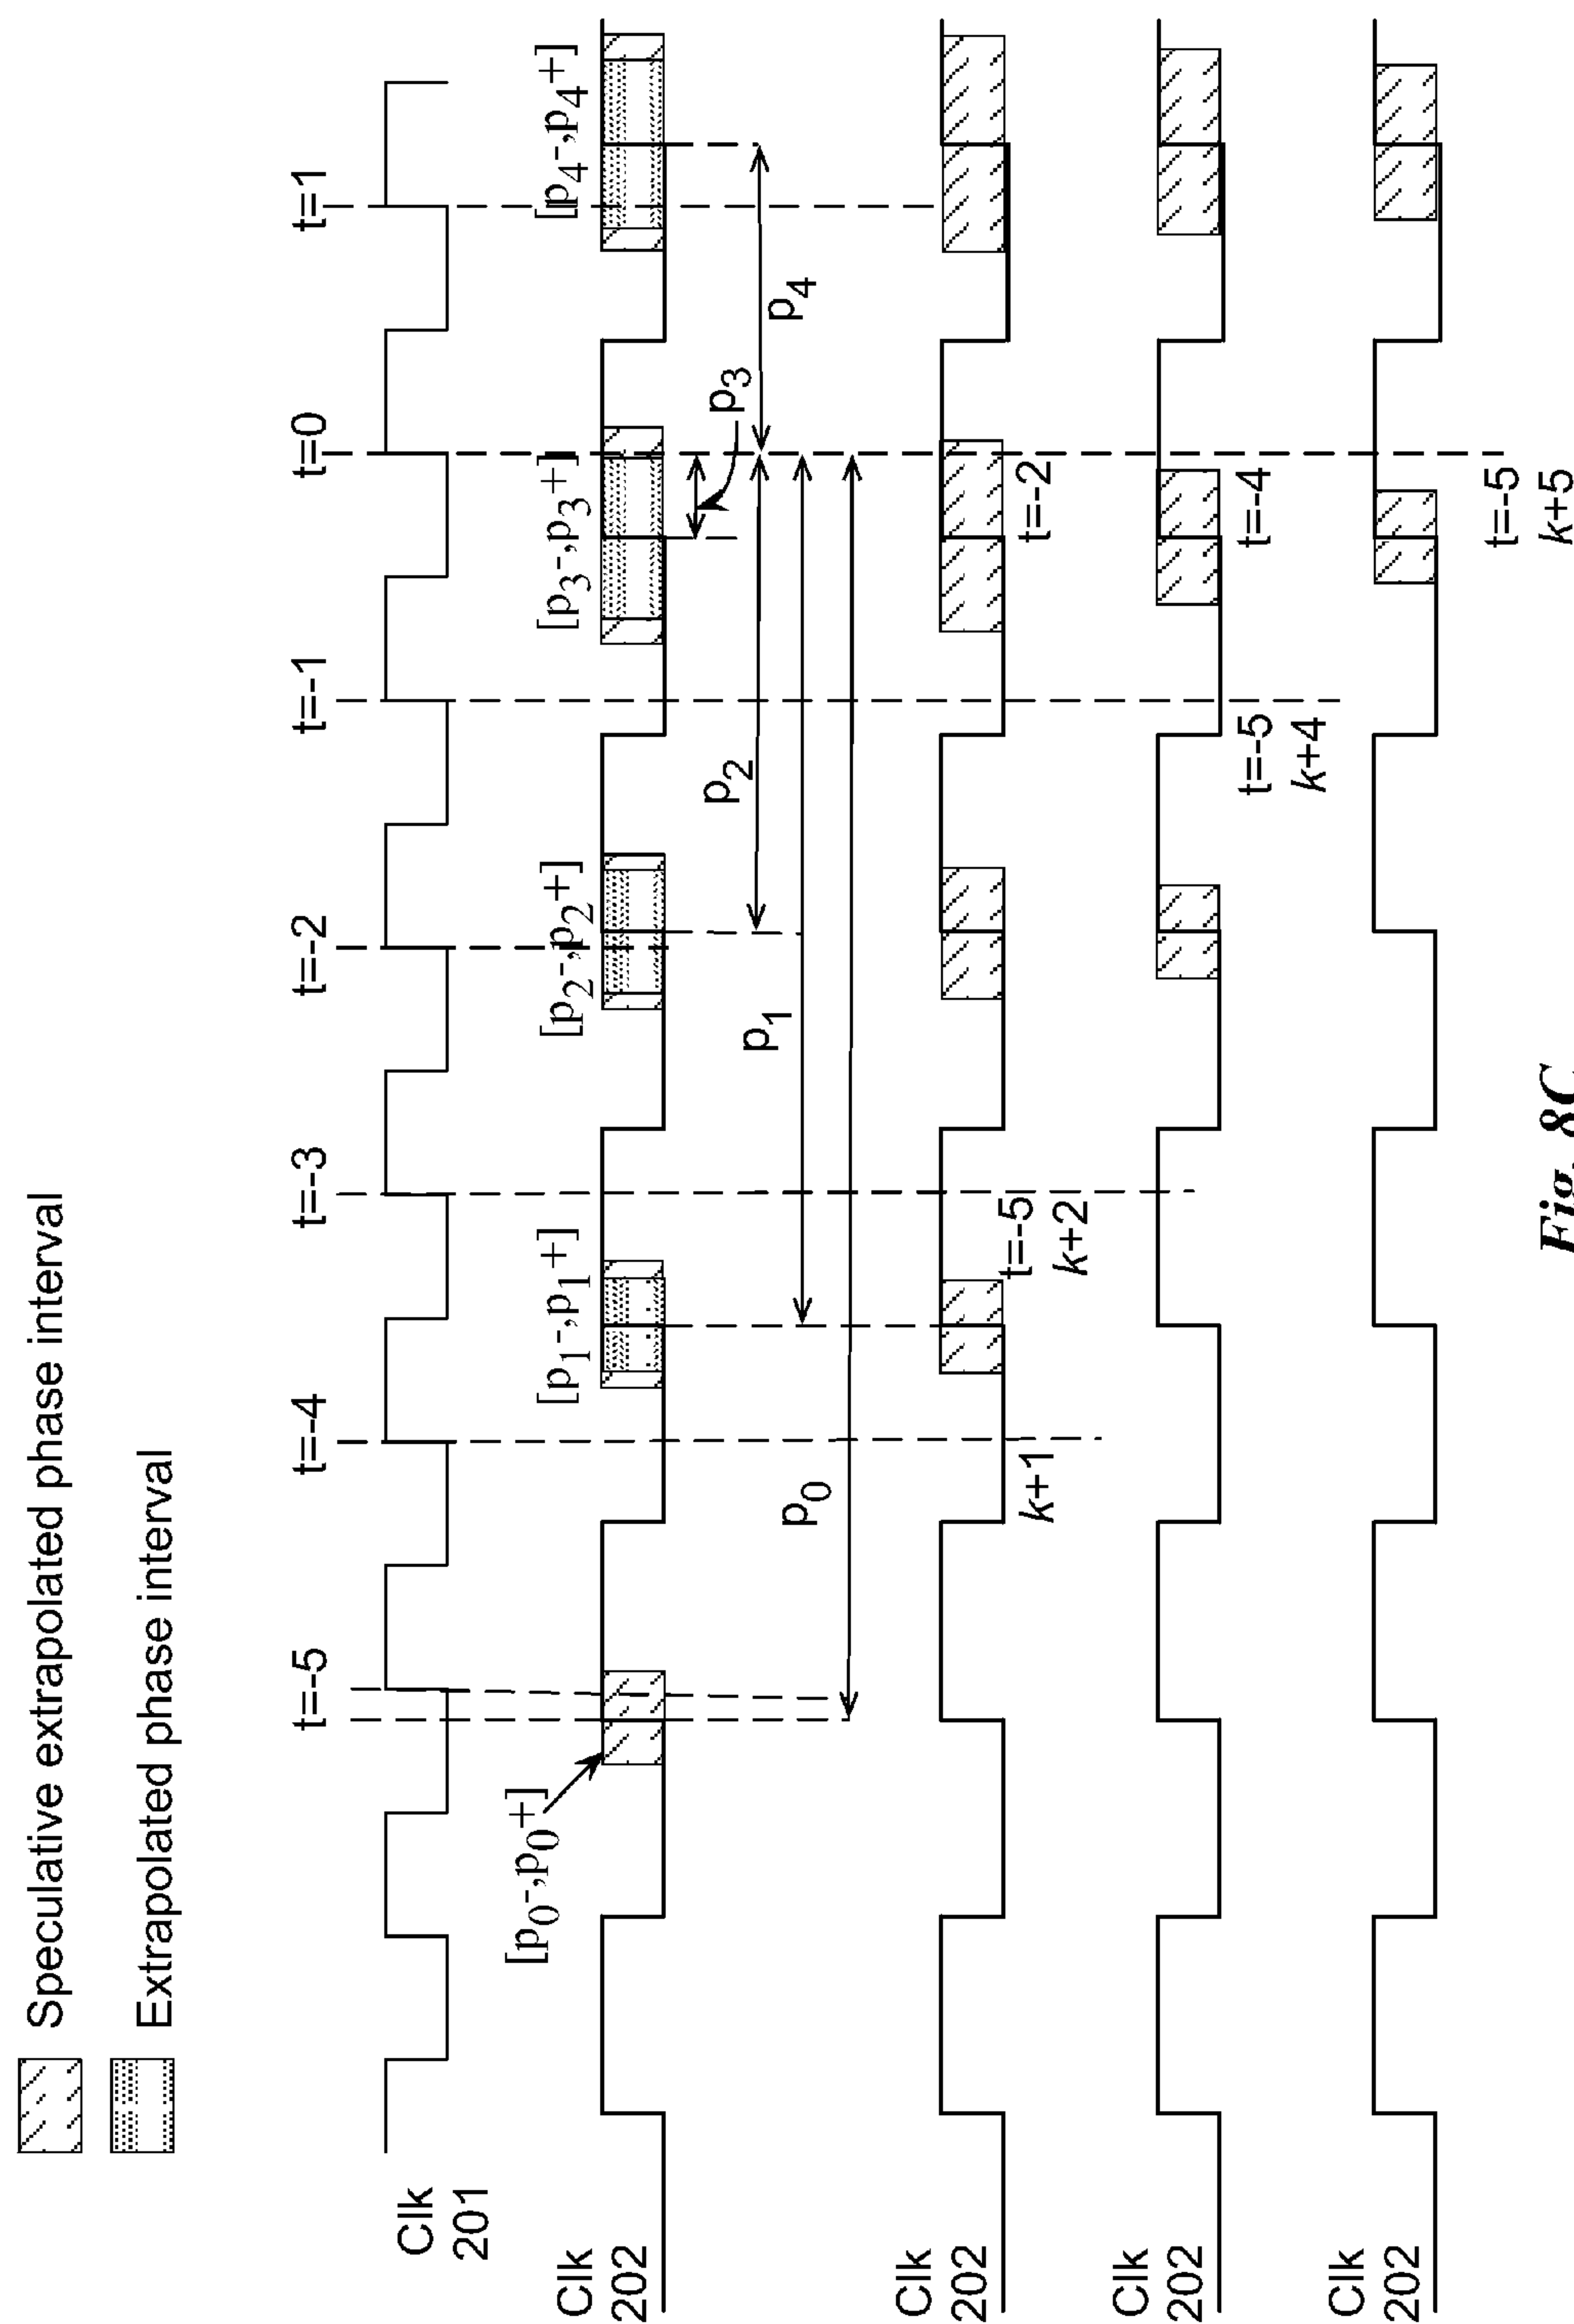 Speculative extrapolated phase interval
Extrapolated phase interval
t=-5 t=-4 t=-3 t=-2 t=-1 t=0 t=1
Clk
201
[p0-,p0+] [p1-,p1+] [p2-,p2+] [p3-,p3+] [p4-,p4+]
Clk
202
p3
p2 p4
p1
p0
Clk
202
k+1
t=-5
k+2
t=-2
Clk
202
t=-5
k+4
t=-4
Clk
202
t=-5
k+5
Fig. 8C